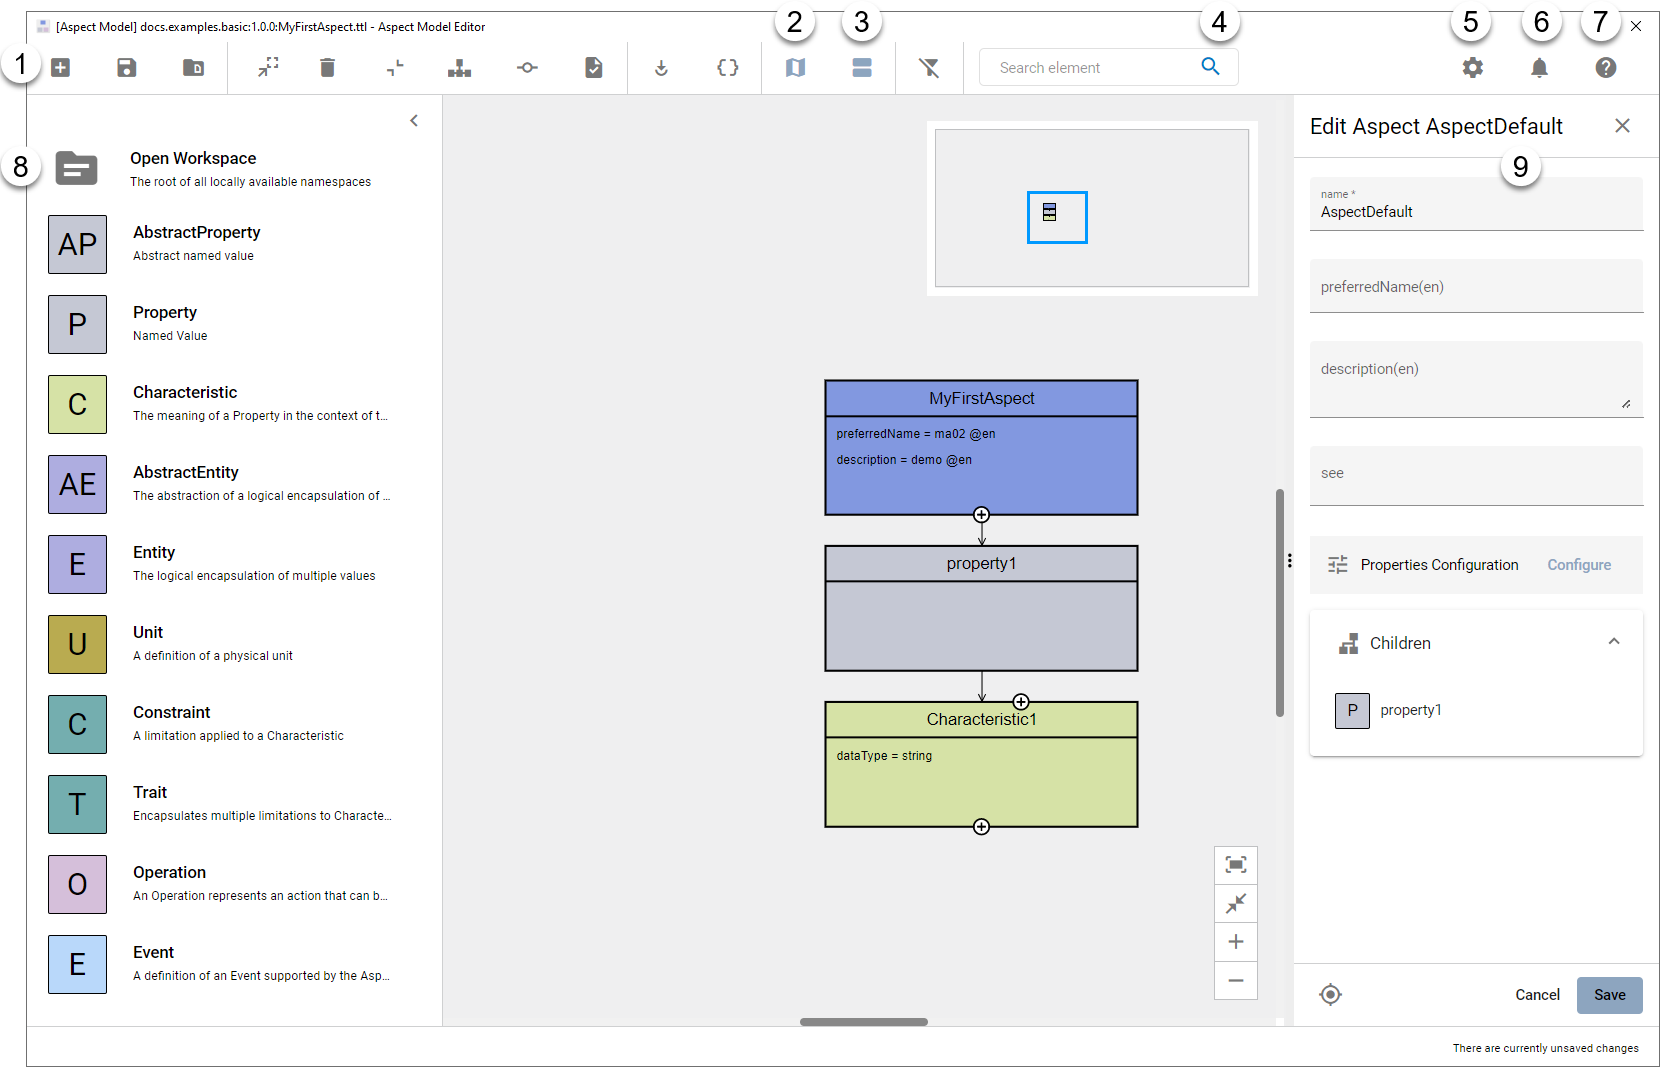 2
3
4
5
6
7
[Aspect Model] docs.examples.basic:1.0.0:MyFirstAspect.ttl - Aspect Model Editor
1
Search element
8
Open Workspace
The root of all locally available namespaces
AP
AbstractProperty
Abstract named value
P
Property
Named Value
C
Characteristic
The meaning of a Property in the context of t...
AE
AbstractEntity
The abstraction of a logical encapsulation of ...
E
Entity
The logical encapsulation of multiple values
U
Unit
A definition of a physical unit
C
Constraint
A limitation applied to a Characteristic
T
Trait
Encapsulates multiple limitations to Characte...
O
Operation
An Operation represents an action that can b...
E
Event
A definition of an Event supported by the Asp...
MyFirstAspect
preferredName = ma02 @en
description = demo @en
property1
Characteristic1
dataType = string
Edit Aspect AspectDefault
9
name *
AspectDefault
preferredName(en)
description(en)
see
Properties Configuration Configure
Children
P property1
Cancel Save
There are currently unsaved changes